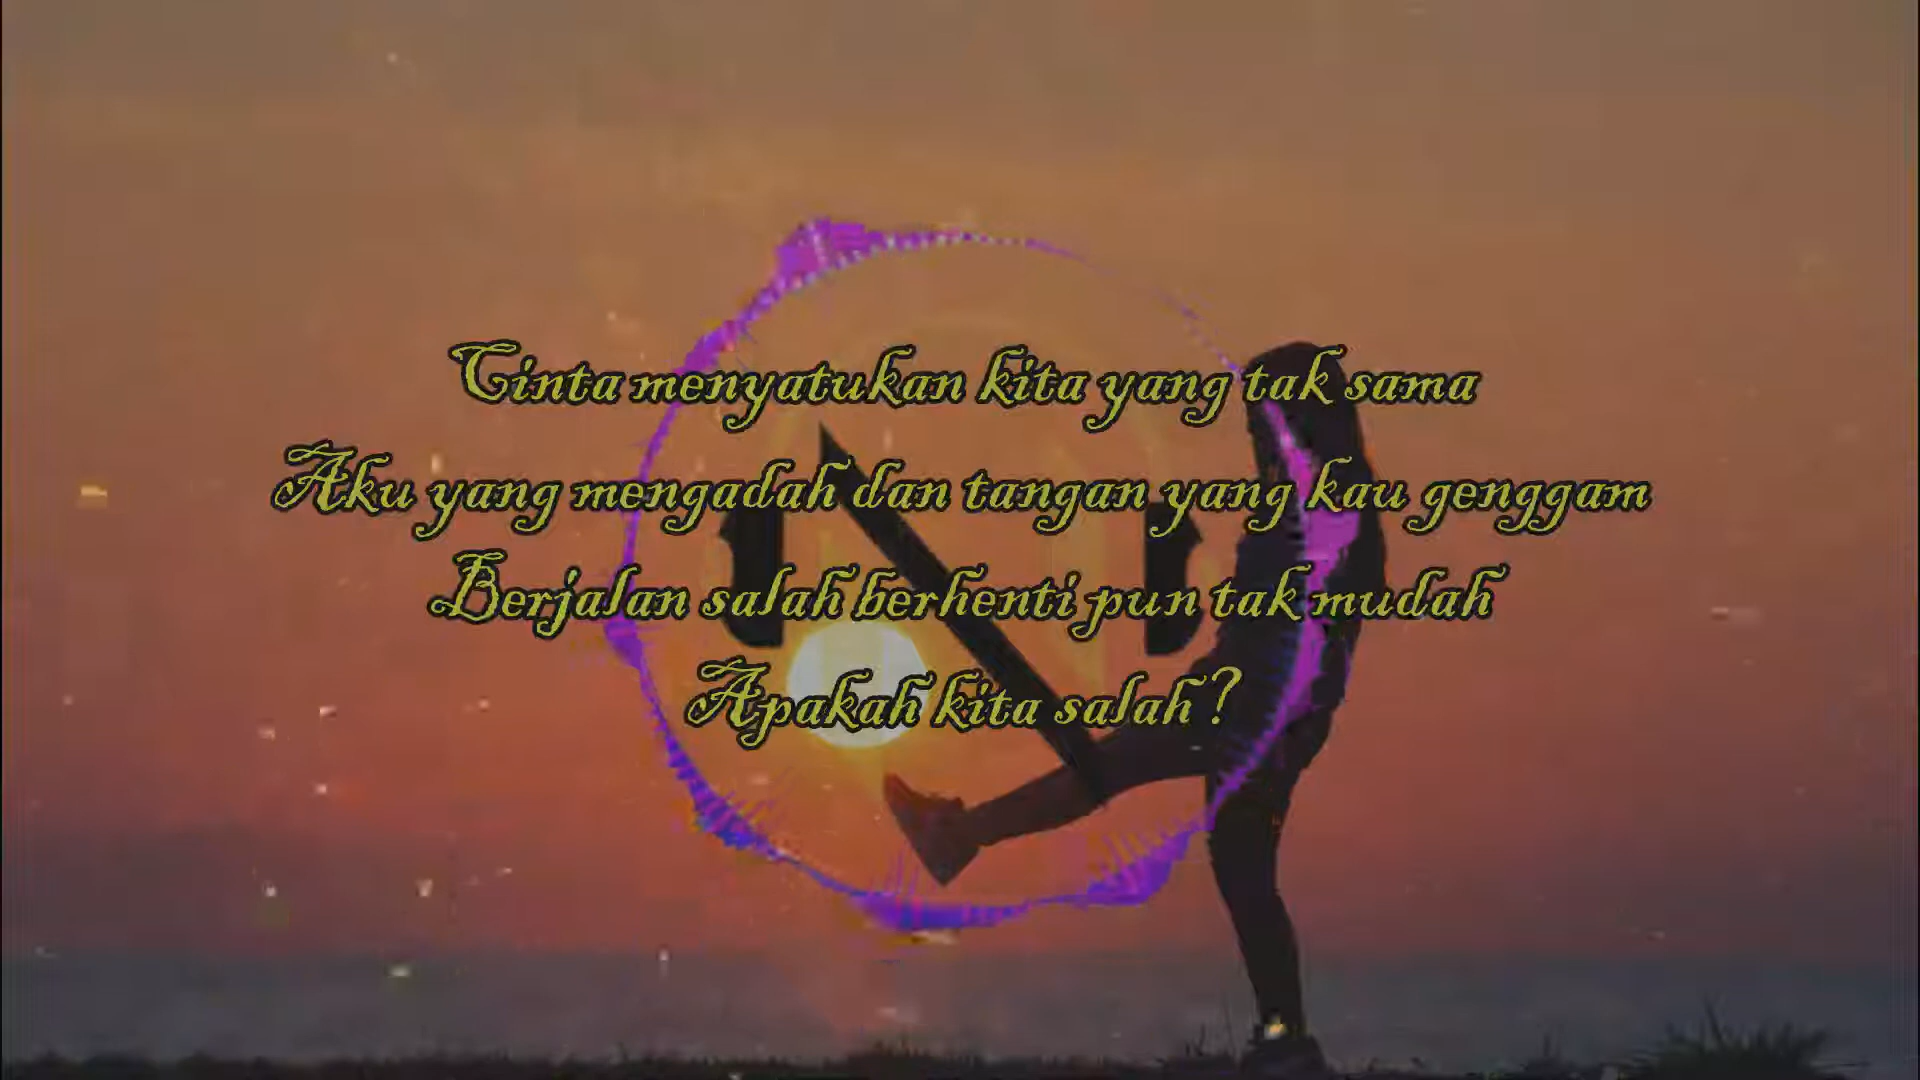 Cinta menyatukan kita yang tak sama
Aku yang mengadah dan tangan yang kau genggam
Berjalan salah berhenti pun tak mudah
Apakah kita salah?